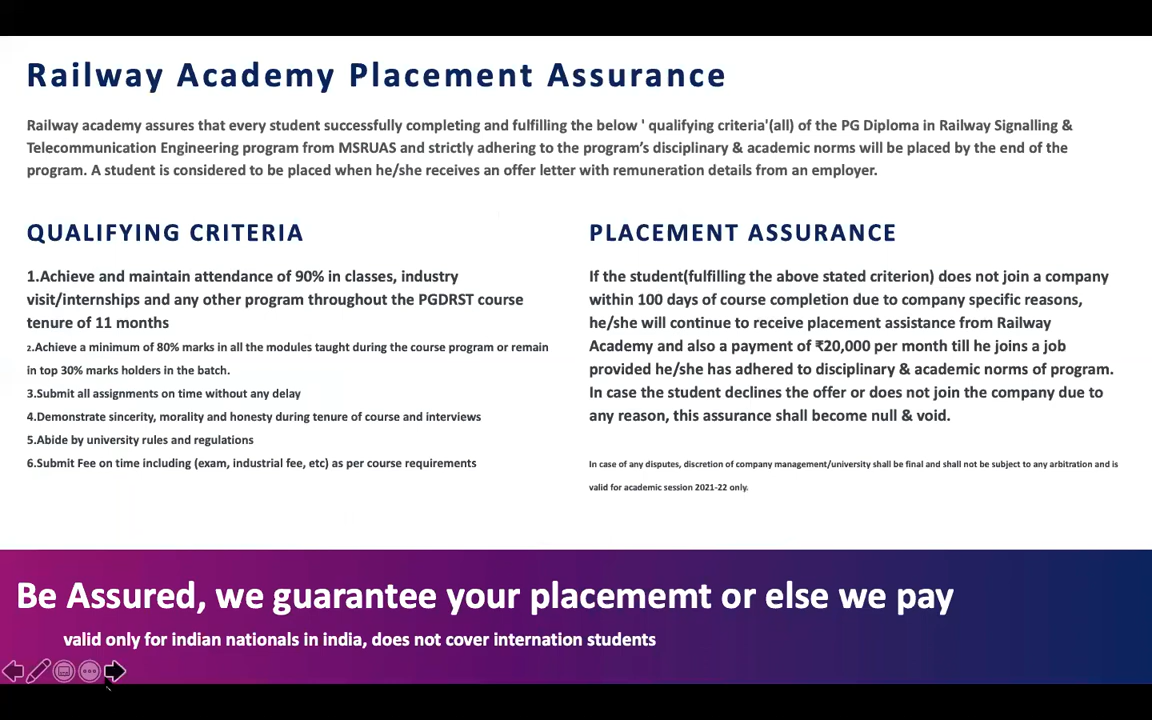 Railway Academy Placement Assurance
Railway academy assures that every student successfully completing and fulfilling the below ' qualifying criteria'(all) of the PG Diploma in Railway Signalling &
Telecommunication Engineering program from MSRUAS and strictly adhering to the program's disciplinary & academic norms will be placed by the end of the
program. A student is considered to be placed when he/she receives an offer letter with remuneration details from an employer.
QUALIFYING CRITERIA
1.Achieve and maintain attendance of 90% in classes, industry
visit/internships and any other program throughout the PGDRST course
tenure of 11 months
2.Achieve a minimum of 80% marks in all the modules taught during the course program or remain
in top 30% marks holders in the batch.
3.Submit all assignments on time without any delay
4.Demonstrate sincerity, morality and honesty during tenure of course and interviews
5.Abide by university rules and regulations
6.Submit Fee on time including (exam, industrial fee, etc) as per course requirements
PLACEMENT ASSURANCE
If the student(fulfilling the above stated criterion) does not join a company
within 100 days of course completion due to company specific reasons,
he/she will continue to receive placement assistance from Railway
Academy and also a payment of ₹20,000 per month till he joins a job
provided he/she has adhered to disciplinary & academic norms of program.
In case the student declines the offer or does not join the company due to
any reason, this assurance shall become null & void.
In case of any disputes, discretion of company management/university shall be final and shall not be subject to any arbitration and is
valid for academic session 2021-22 only.
Be Assured, we guarantee your placememt or else we pay
valid only for indian nationals in india, does not cover internation students